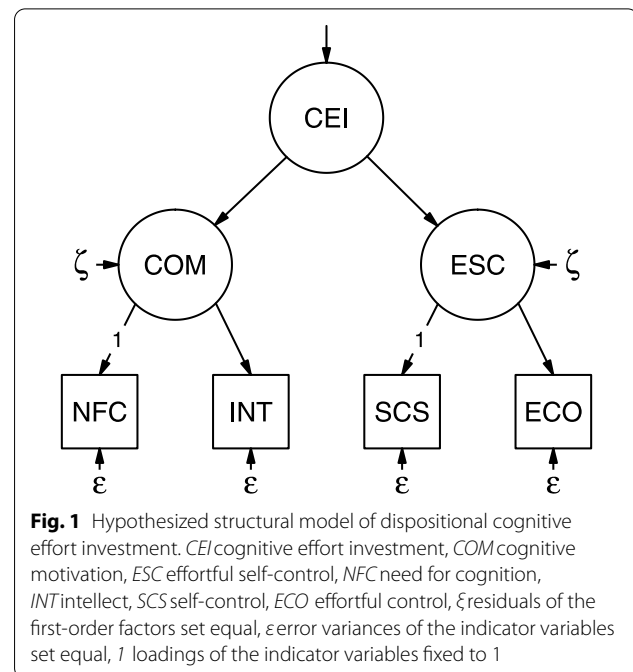 CEI
ζ COM ESC ζ
1 1
NFC INT SCS ECO
ε ε ε ε
Fig. 1 Hypothesized structural model of dispositional cognitive
effort investment. CEI cognitive effort investment, COM cognitive
motivation, ESC effortful self-control, NFC need for cognition,
INT intellect, SCS self-control, ECO effortful control, ξ residuals of the
first-order factors set equal, ε error variances of the indicator variables
set equal, 1 loadings of the indicator variables fixed to 1